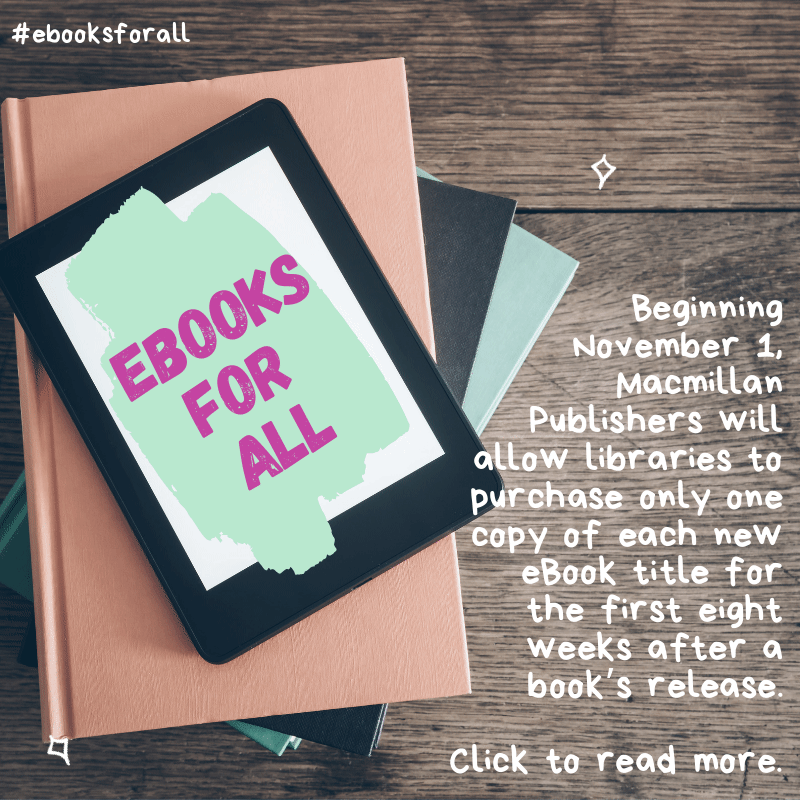 #ebooksforall
EBOOKS
FOR
ALL
Beginning
November 1,
Macmillan
Publishers will
allow libraries to
purchase only one
copy of each new
eBook title for
the first eight
weeks after a
book's release.
Click to read more.